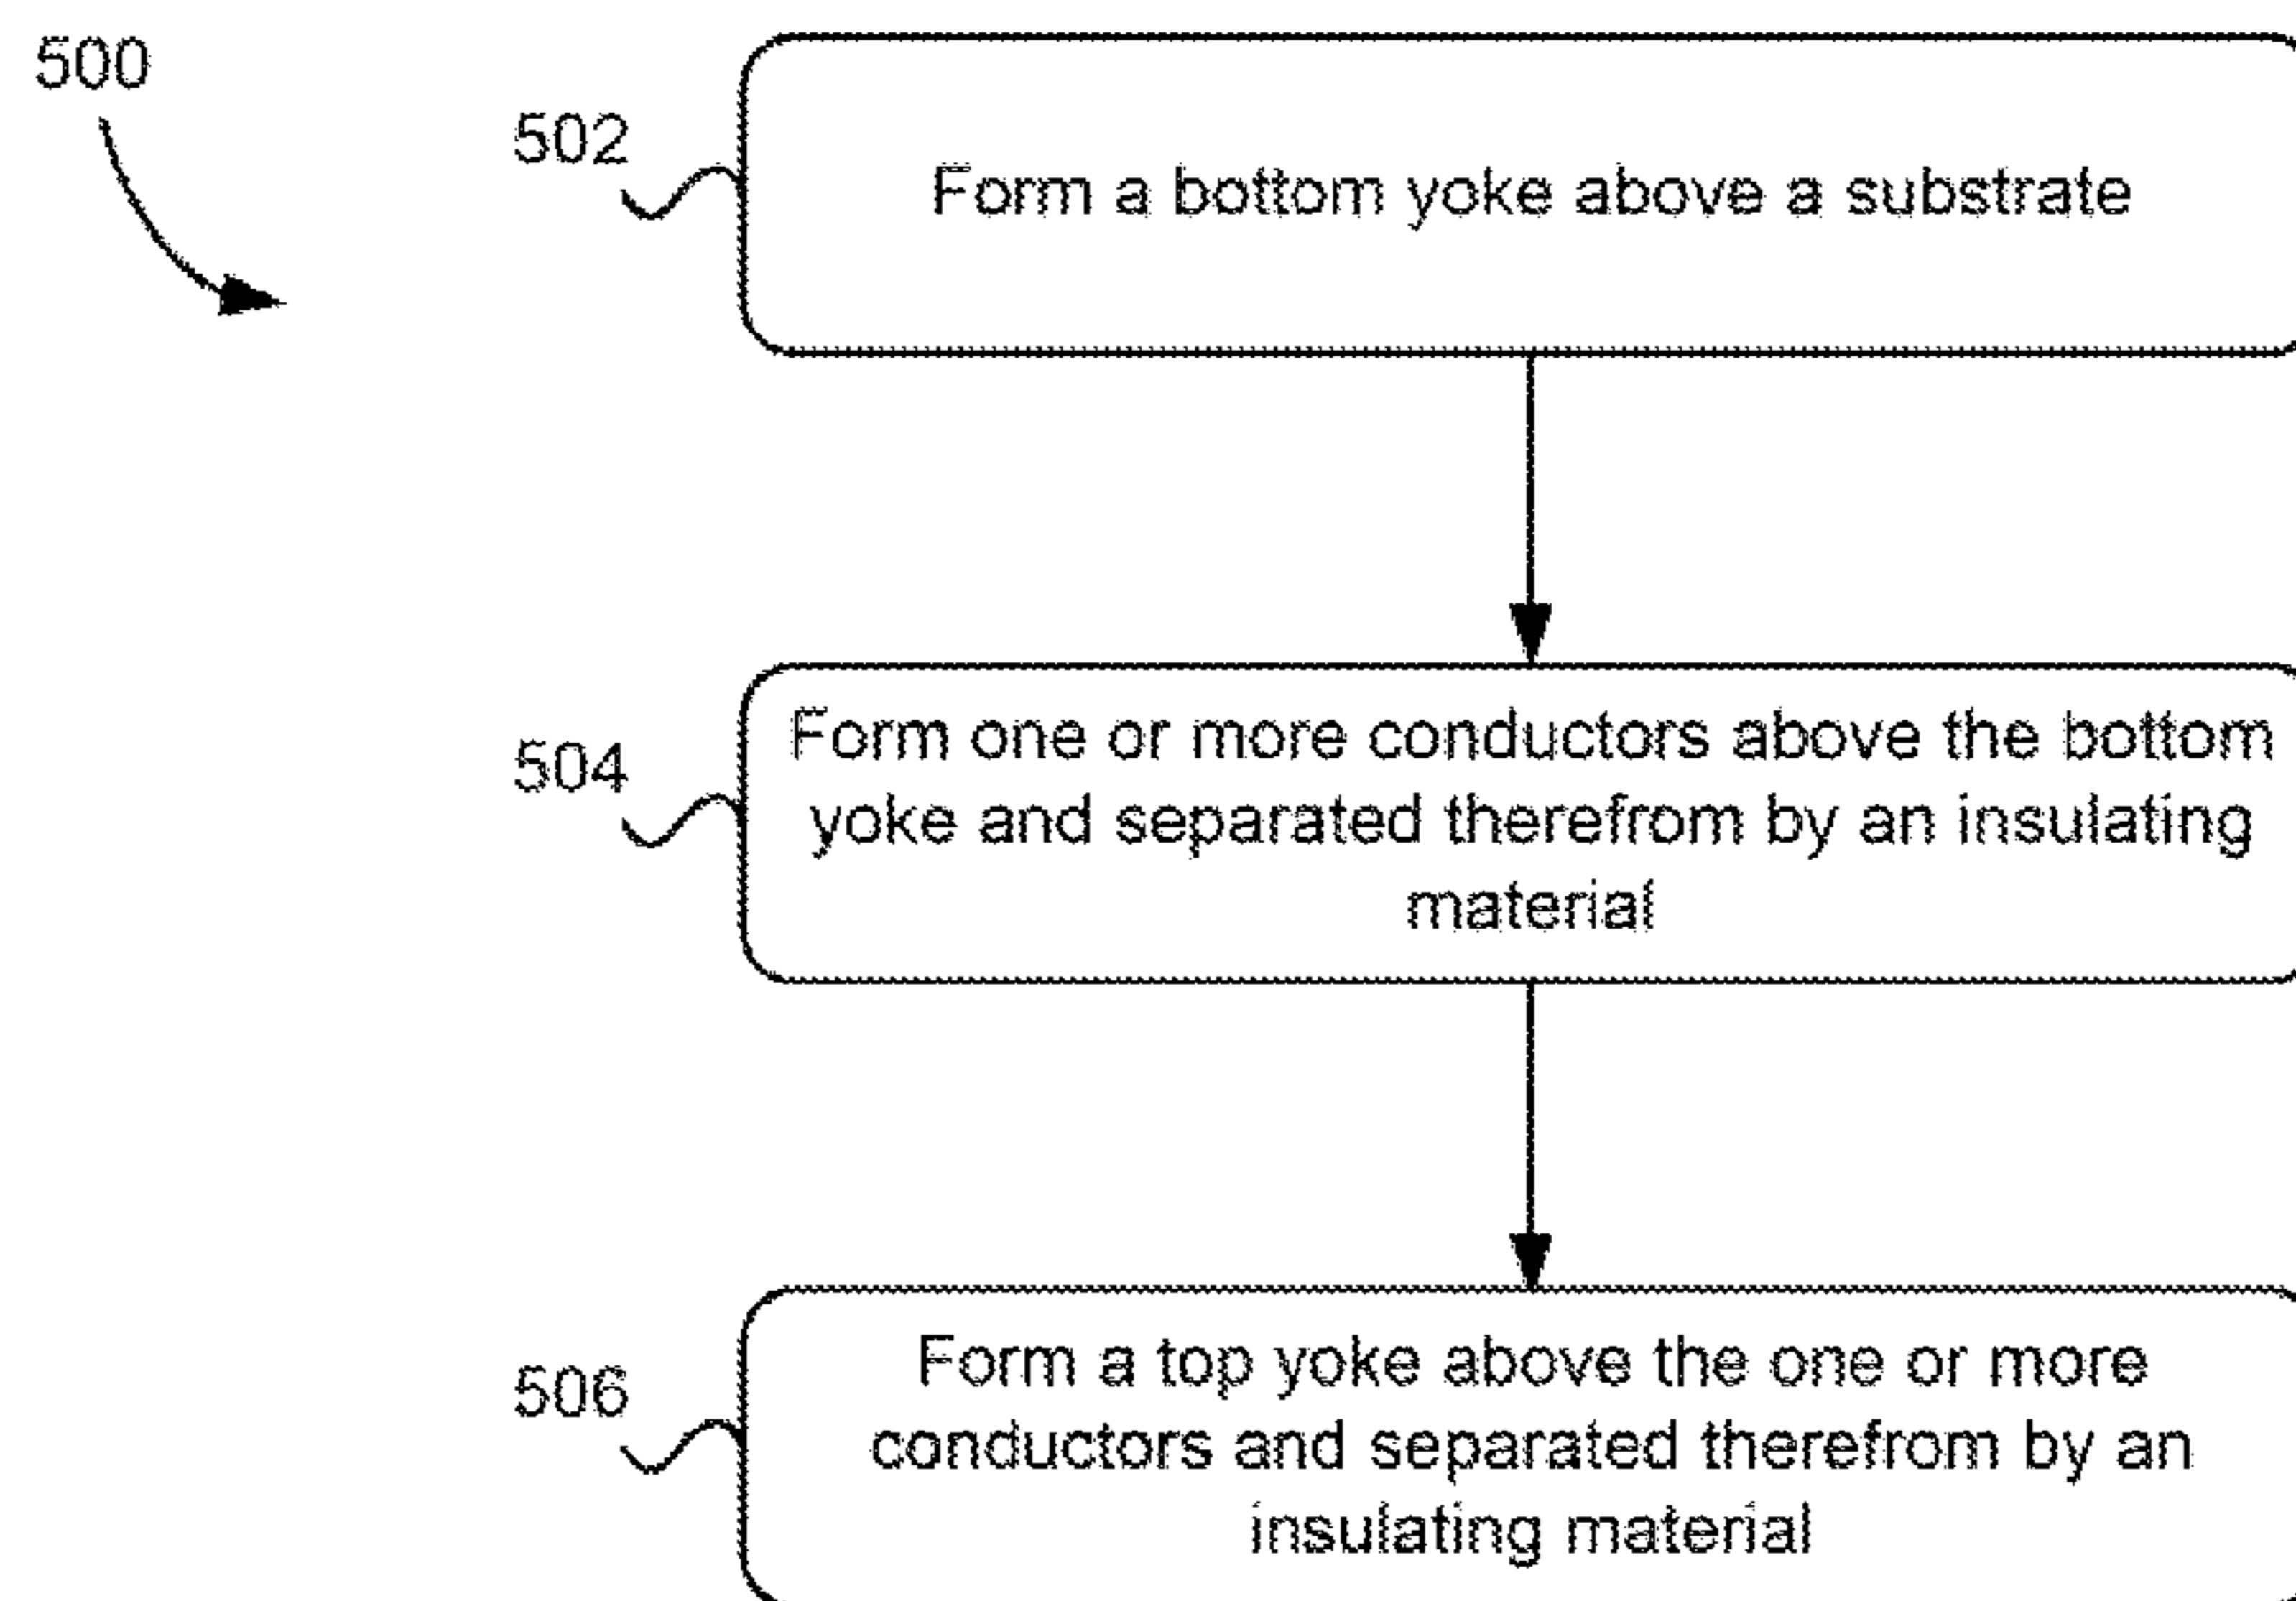 500
502
Form a bottom yoke above a substrate
504
Form one or more conductors above the bottom
yoke and separated therefrom by an insulating
material
506
Form a top yoke above the one or more
conductors and separated therefrom by an
insulating material